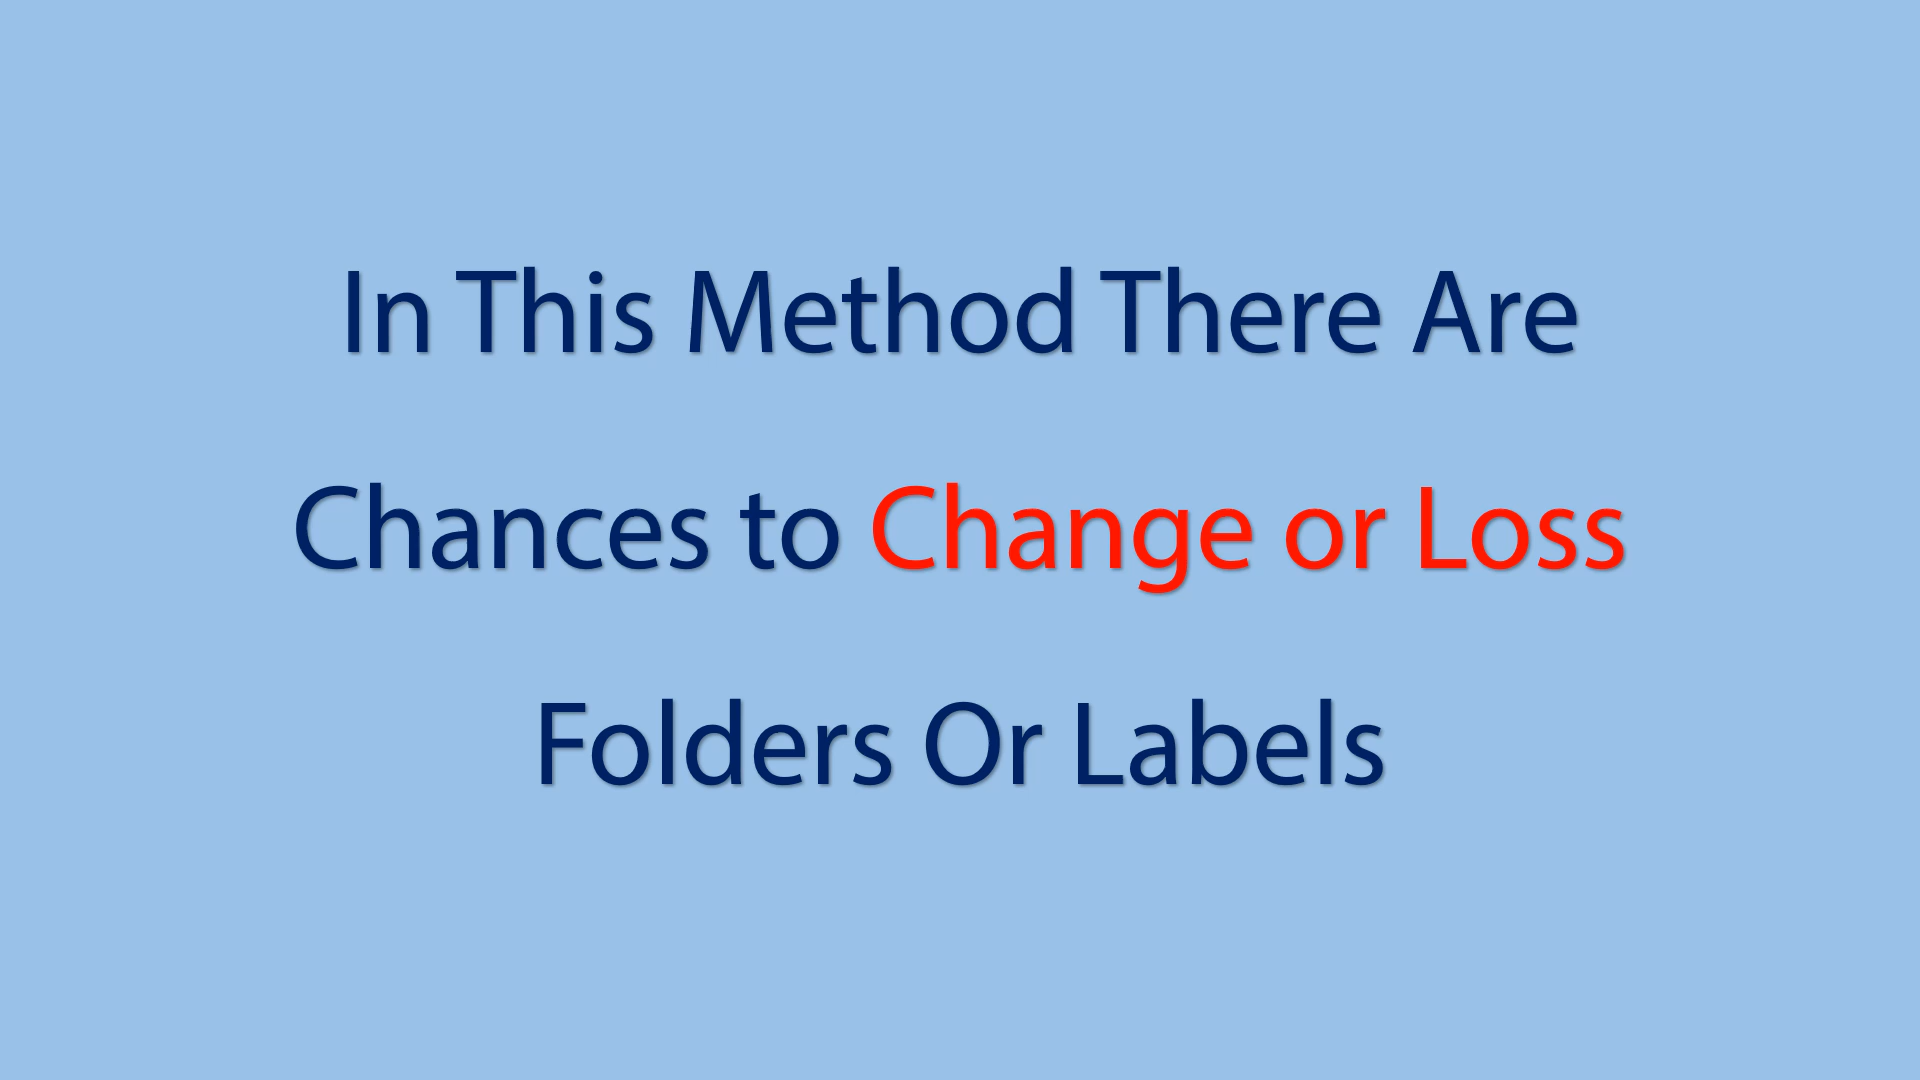 In This Method There Are
Chances to Change or Loss
Folders Or Labels